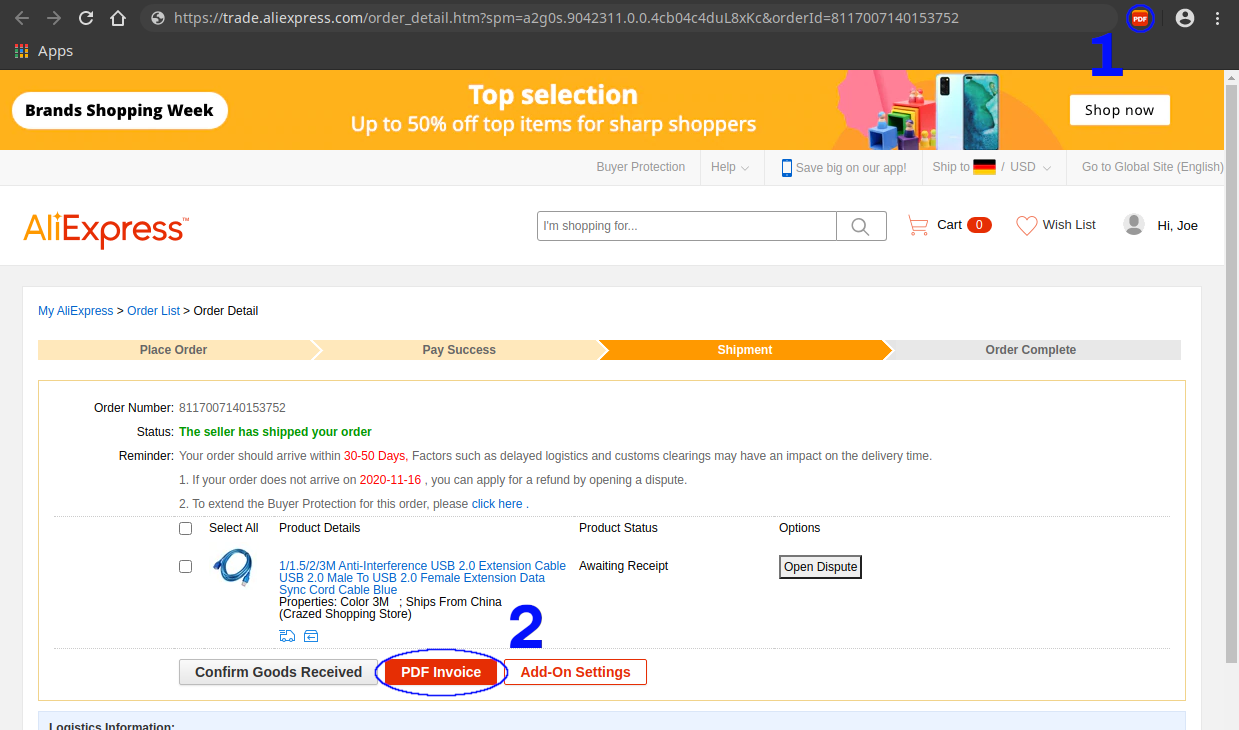 https://trade.aliexpress.com/order_detail.htm?spm=a2g0s.9042311.0.0.4cb04c4duL8xKc&orderId=8117007140153752
PDF
1
Apps
Brands Shopping Week
Top selection
Up to 50% off top items for sharp shoppers
Shop now
Buyer Protection
Help
Save big on our app!
Ship to / USD
Go to Global Site (English)
AliExpress™
I'm shopping for...
Cart 0
Wish List
Hi, Joe
My AliExpress > Order List > Order Detail
Place Order
Pay Success
Shipment
Order Complete
Order Number: 8117007140153752
Status: The seller has shipped your order
Reminder: Your order should arrive within 30-50 Days, Factors such as delayed logistics and customs clearings may have an impact on the delivery time.
1. If your order does not arrive on 2020-11-16 , you can apply for a refund by opening a dispute.
2. To extend the Buyer Protection for this order, please click here .
Select All Product Details Product Status Options
1/1.5/2/3M Anti-Interference USB 2.0 Extension Cable
USB 2.0 Male To USB 2.0 Female Extension Data
Sync Cord Cable Blue
Properties: Color 3M ; Ships From China
(Crazed Shopping Store)
Awaiting Receipt
Open Dispute
2
Confirm Goods Received
PDF Invoice
Add-On Settings
Logistics Information: